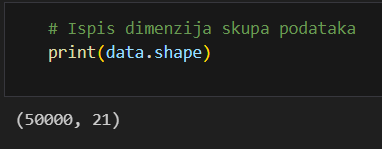 # Ispis dimenzija skupa podataka
print(data.shape)
(50000, 21)